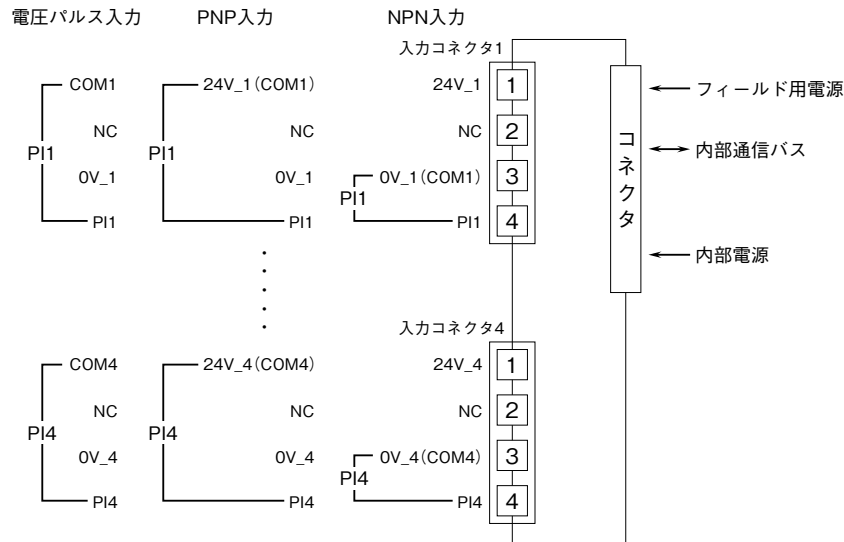 電圧パルス入力 PNP入力 NPN入力
入力コネクタ1
COM1 24V_1(COM1) 24V_1 1
フィールド用電源
NC NC NC 2
PI1 PI1
内部通信バス
0V_1 0V_1 0V_1(COM1) 3
PI1
PI1 PI1 PI1 4
コネクタ
内部電源
入力コネクタ4
COM4 24V_4(COM4) 24V_4 1
NC NC NC 2
PI4 PI4
0V_4 0V_4 0V_4(COM4) 3
PI4
PI4 PI4 PI4 4